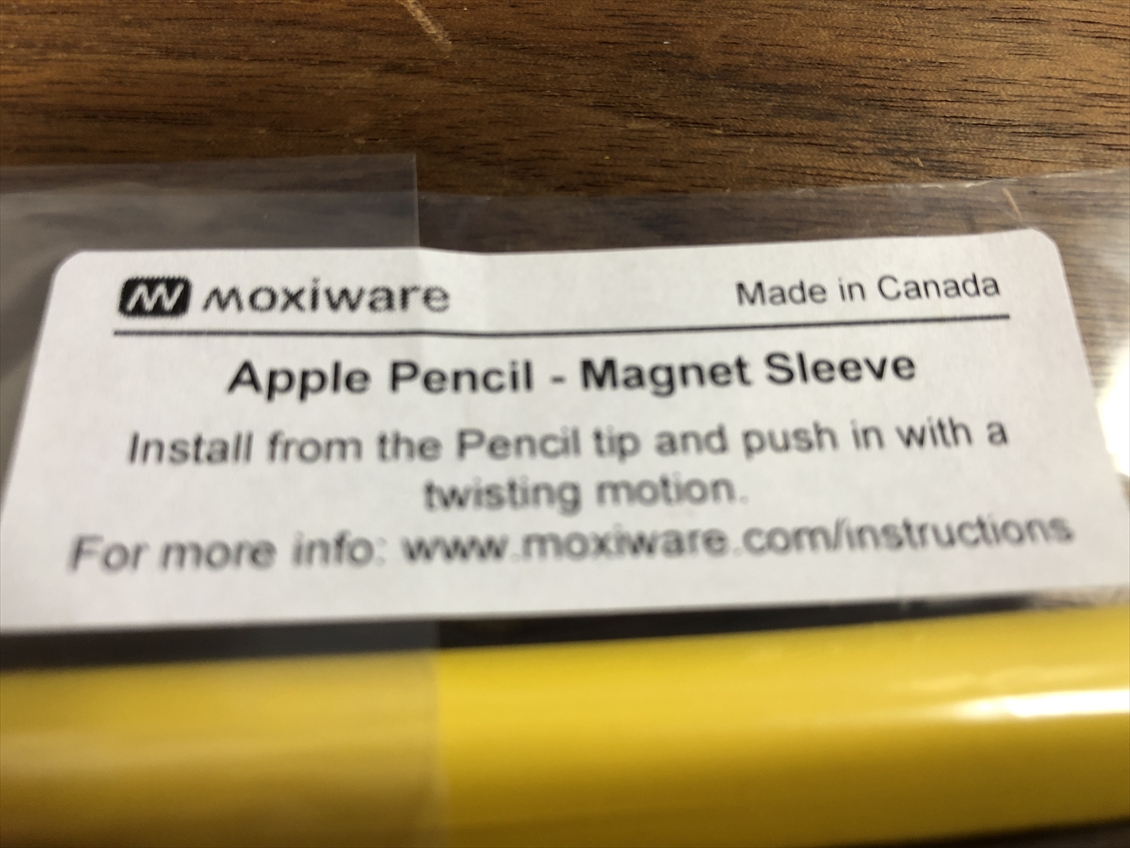 moxiware Made in Canada
Apple Pencil - Magnet Sleeve
Install from the Pencil tip and push in with a
twisting motion.
For more info: www.moxiware.com/instructions